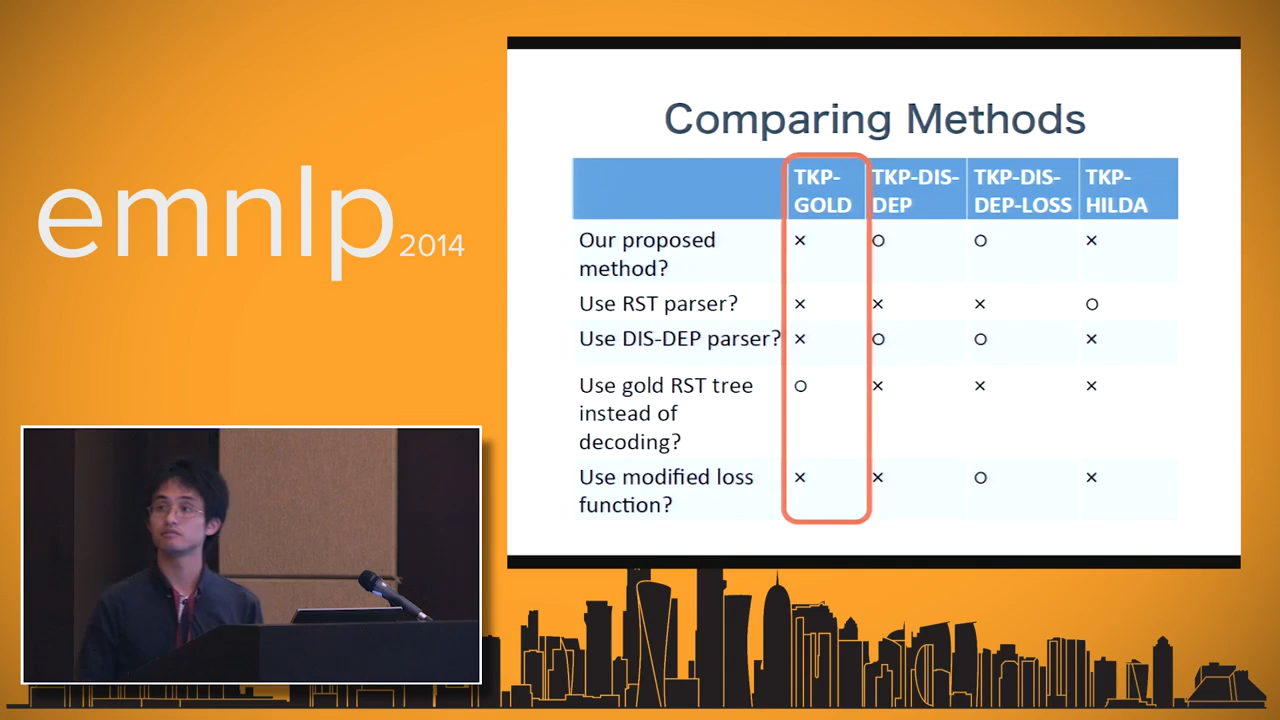 emnlp 2014
Comparing Methods
TKP-
GOLD
TKP-DIS-
DEP
TKP-DIS-
DEP-LOSS
TKP-
HILDA
Our proposed
method?
× ○ ○ ×
Use RST parser?
× × × ○
Use DIS-DEP parser?
× ○ ○ ×
Use gold RST tree
instead of
decoding?
○ × × ×
Use modified loss
function?
× × ○ ×